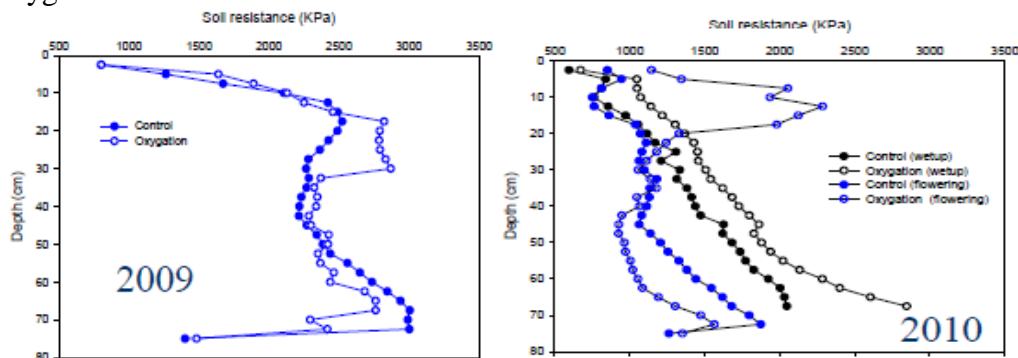 yg
Soil resistance (KPa)
500 1000 1500 2000 2500 3000 3500
0
10
20
30
40
50
60
70
80
Depth (cm)
Control
Oxygation
2009
Soil resistance (KPa)
500 1000 1500 2000 2500 3000 3500
0
10
20
30
40
50
60
70
80
Depth (cm)
Control (wetup)
Oxygation (wetup)
Control (flowering)
Oxygation (flowering)
2010